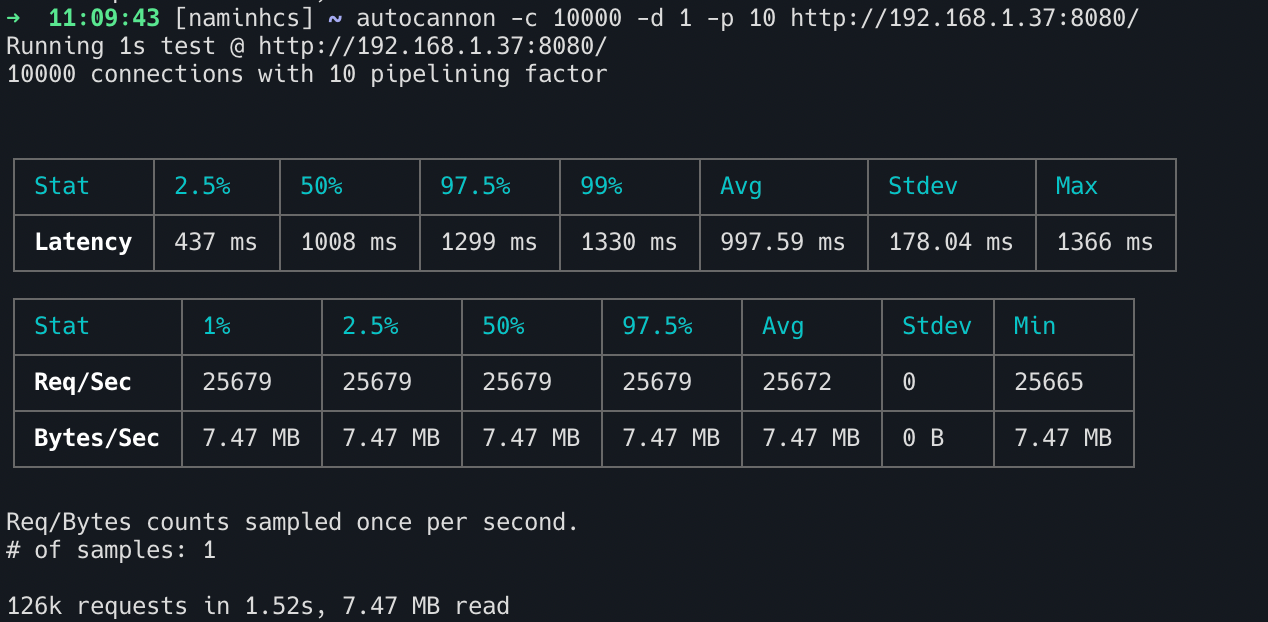 → 11:09:43 [naminhcs] ~ autocannon -c 10000 -d 1 -p 10 http://192.168.1.37:8080/
Running 1s test @ http://192.168.1.37:8080/
10000 connections with 10 pipelining factor
Stat 2.5% 50% 97.5% 99% Avg Stdev Max
Latency 437 ms 1008 ms 1299 ms 1330 ms 997.59 ms 178.04 ms 1366 ms
Stat 1% 2.5% 50% 97.5% Avg Stdev Min
Req/Sec 25679 25679 25679 25679 25672 0 25665
Bytes/Sec 7.47 MB 7.47 MB 7.47 MB 7.47 MB 7.47 MB 0 B 7.47 MB
Req/Bytes counts sampled once per second.
# of samples: 1
126k requests in 1.52s, 7.47 MB read